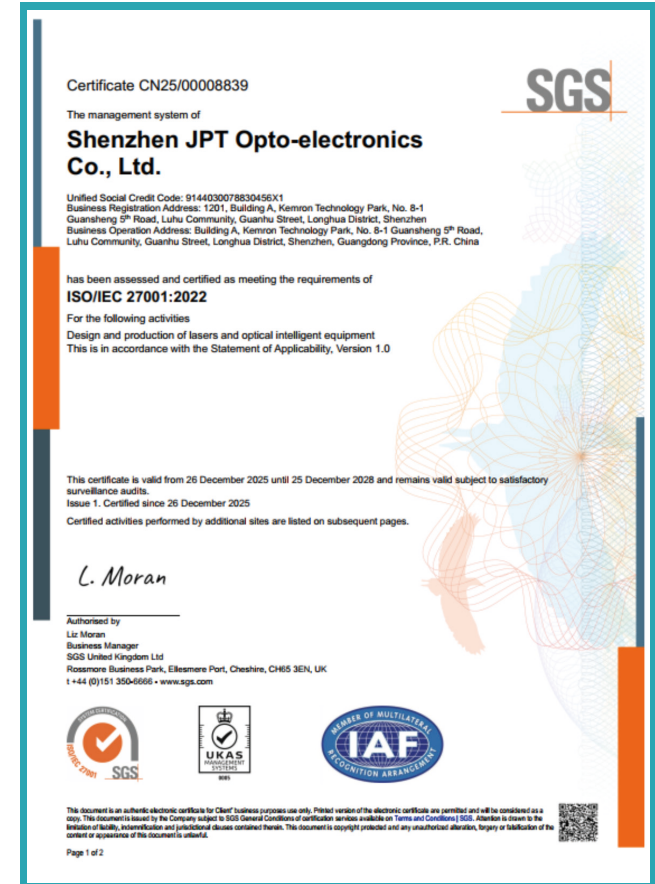 SGS
Certificate CN25/00008839
The management system of
Shenzhen JPT Opto-electronics
Co., Ltd.
Unified Social Credit Code: 9144030078830456X1
Business Registration Address: 1201, Building A, Kemron Technology Park, No. 8-1
Guansheng 5th Road, Luhu Community, Guanhu Street, Longhua District, Shenzhen
Business Operation Address: Building A, Kemron Technology Park, No. 8-1 Guansheng 5th Road,
Luhu Community, Guanhu Street, Longhua District, Shenzhen, Guangdong Province, P.R. China
has been assessed and certified as meeting the requirements of
ISO/IEC 27001:2022
For the following activities
Design and production of lasers and optical intelligent equipment
This is in accordance with the Statement of Applicability, Version 1.0
This certificate is valid from 26 December 2025 until 25 December 2028 and remains valid subject to satisfactory
surveillance audits.
Issue 1. Certified since 26 December 2025
Certified activities performed by additional sites are listed on subsequent pages.
L. Moran
Authorised by
Liz Moran
Business Manager
SGS United Kingdom Ltd
Rossmore Business Park, Ellesmere Port, Cheshire, CH65 3EN, UK
t +44 (0)151 350-6666 • www.sgs.com
SYSTEM CERTIFICATION
ISO/IEC 27001
SGS
UKAS
MANAGEMENT
SYSTEMS
0005
MEMBER OF MULTILATERAL
IAF
RECOGNITION ARRANGEMENT
This document is an authentic electronic certificate for Client' business purposes use only. Printed version of the electronic certificate are permitted and will be considered as a
copy. This document is issued by the Company subject to SGS General Conditions of certification services available on Terms and Conditions | SGS. Attention is drawn to the
limitation of liability, indemnification and jurisdictional clauses contained therein. This document is copyright protected and any unauthorized alteration, forgery or falsification of the
content or appearance of this document is unlawful.
Page 1 of 2